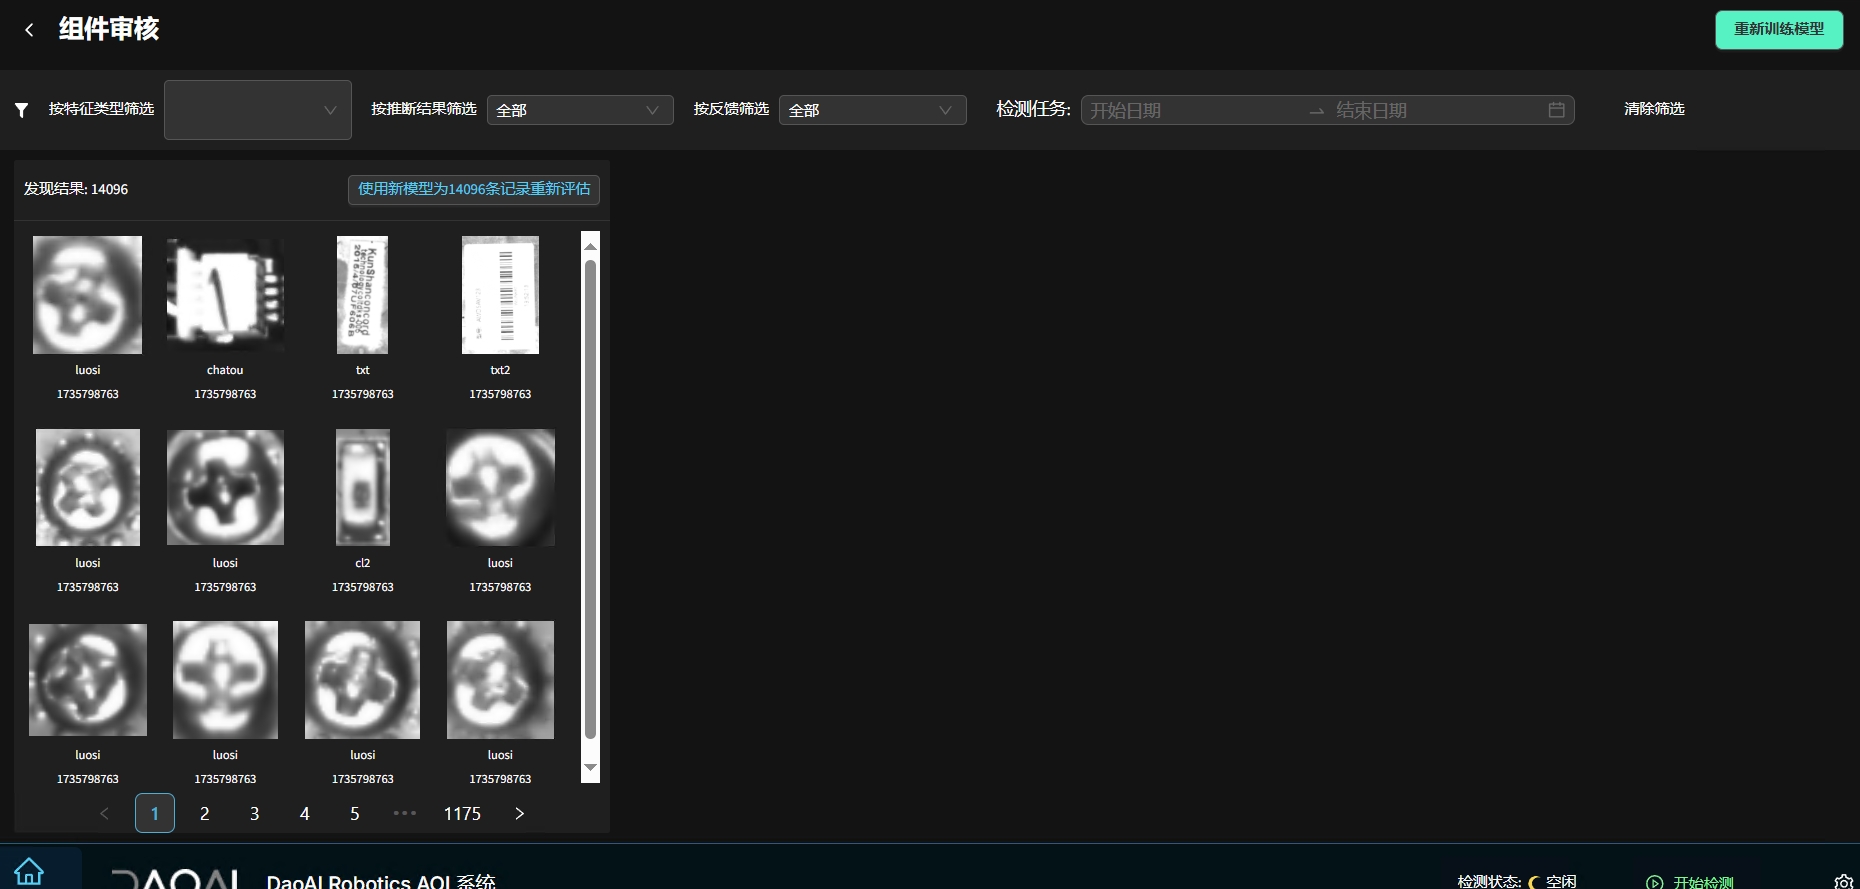 组件审核
重新训练模型
按特征类型筛选
按推断结果筛选 全部
按反馈筛选 全部
检测任务: 开始日期 → 结束日期
清除筛选
发现结果: 14096
使用新模型为14096条记录重新评估
KunShanconcord
luosi chatou txt txt2
1735798763 1735798763 1735798763 1735798763
luosi luosi cl2 luosi
1735798763 1735798763 1735798763 1735798763
luosi luosi luosi luosi
1735798763 1735798763 1735798763 1735798763
1 2 3 4 5 ••• 1175
DAOAI DaoAI Robotics AOI 系统
检测状态: 空闲
开始检测